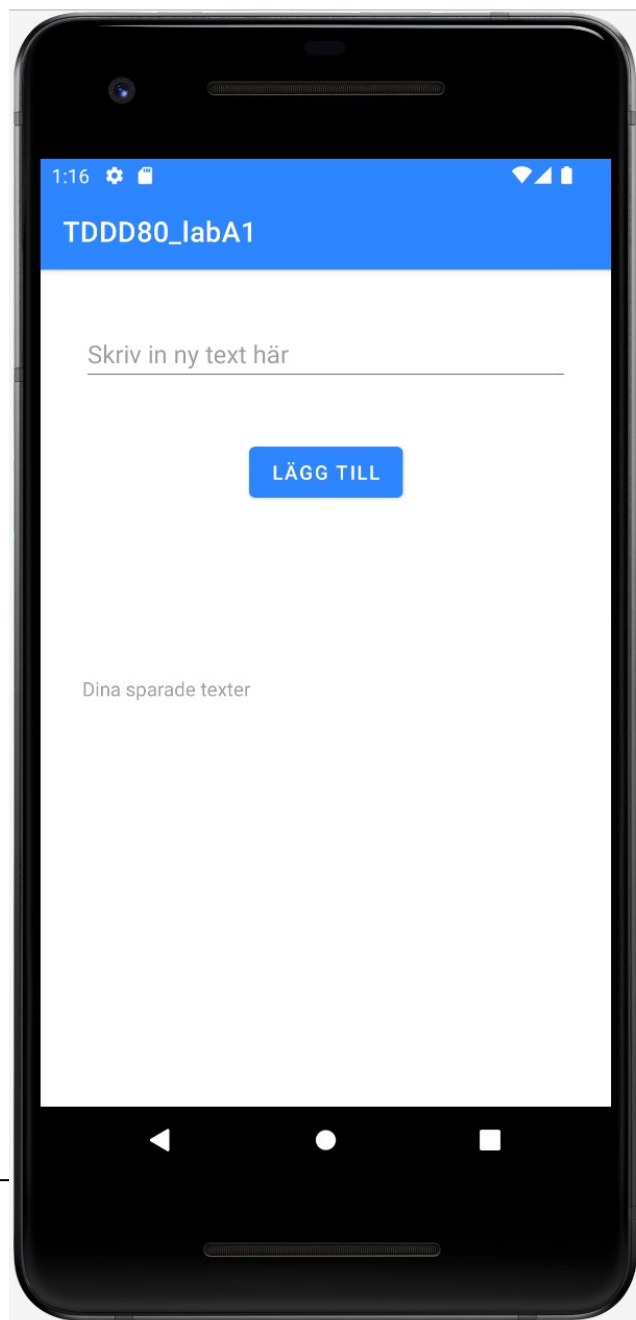 1:16
TDDD80_labA1
Skriv in ny text här
LÄGG TILL
Dina sparade texter